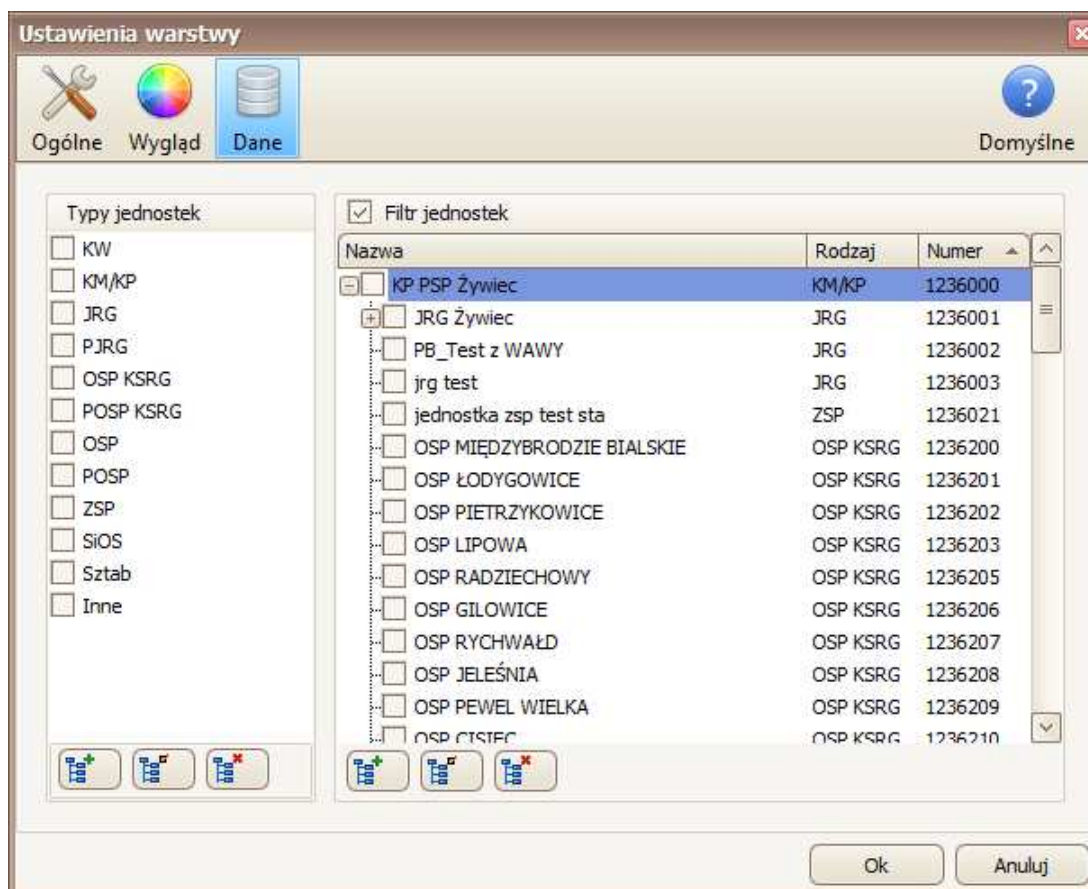 Ustawienia warstwy
Ogólne Wygląd Dane Domyślne
Typy jednostek
KW
KM/KP
JRG
PJRG
OSP KSRG
POSP KSRG
OSP
POSP
ZSP
SiOS
Sztab
Inne
Filtr jednostek
Nazwa Rodzaj Numer
KP PSP Żywiec KM/KP 1236000
JRG Żywiec JRG 1236001
PB_Test z WAWY JRG 1236002
jrg test JRG 1236003
jednostka zsp test sta ZSP 1236021
OSP MIĘDZYBRODZIE BIALSKIE OSP KSRG 1236200
OSP ŁODYGOWICE OSP KSRG 1236201
OSP PIETRZYKOWICE OSP KSRG 1236202
OSP LIPOWA OSP KSRG 1236203
OSP RADZIECHOWY OSP KSRG 1236205
OSP GILOWICE OSP KSRG 1236206
OSP RYCHWAŁD OSP KSRG 1236207
OSP JELEŚNIA OSP KSRG 1236208
OSP PEWEL WIELKA OSP KSRG 1236209
OSP CISIEC OSP KSRG 1236210
Ok Anuluj